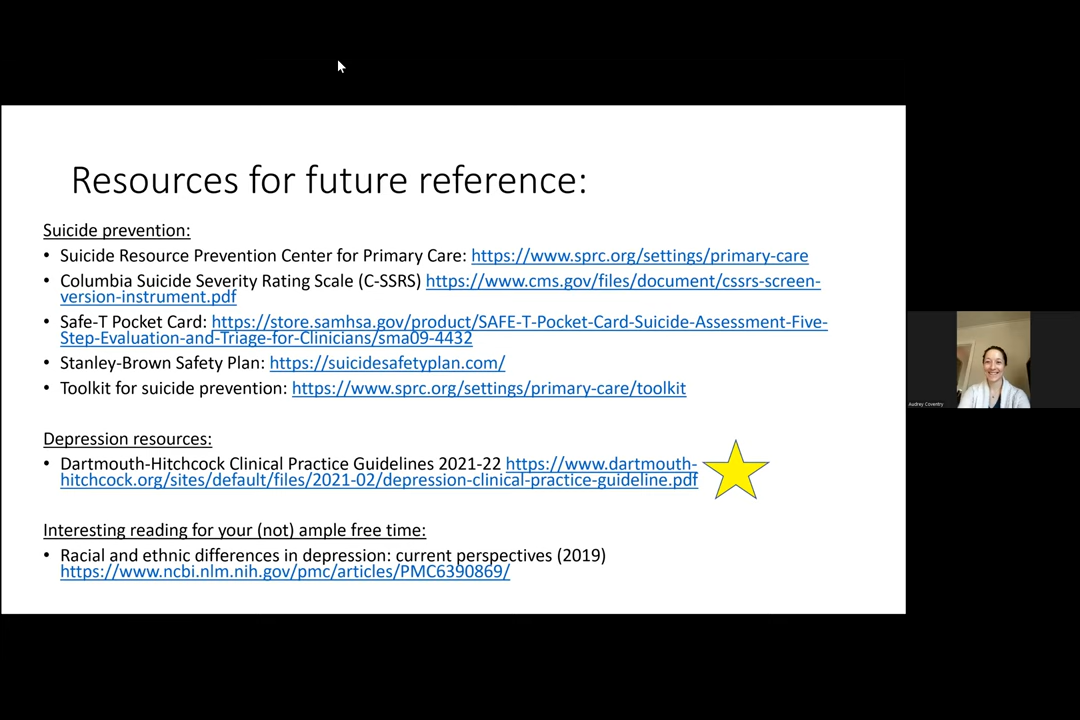 Resources for future reference:
Suicide prevention:
• Suicide Resource Prevention Center for Primary Care: https://www.sprc.org/settings/primary-care
• Columbia Suicide Severity Rating Scale (C-SSRS) https://www.cms.gov/files/document/cssrs-screen-
version-instrument.pdf
• Safe-T Pocket Card: https://store.samhsa.gov/product/SAFE-T-Pocket-Card-Suicide-Assessment-Five-
Step-Evaluation-and-Triage-for-Clinicians/sma09-4432
• Stanley-Brown Safety Plan: https://suicidesafetyplan.com/
• Toolkit for suicide prevention: https://www.sprc.org/settings/primary-care/toolkit
Depression resources:
• Dartmouth-Hitchcock Clinical Practice Guidelines 2021-22 https://www.dartmouth-
hitchcock.org/sites/default/files/2021-02/depression-clinical-practice-guideline.pdf
Interesting reading for your (not) ample free time:
• Racial and ethnic differences in depression: current perspectives (2019)
https://www.ncbi.nlm.nih.gov/pmc/articles/PMC6390869/
Audrey Coventry